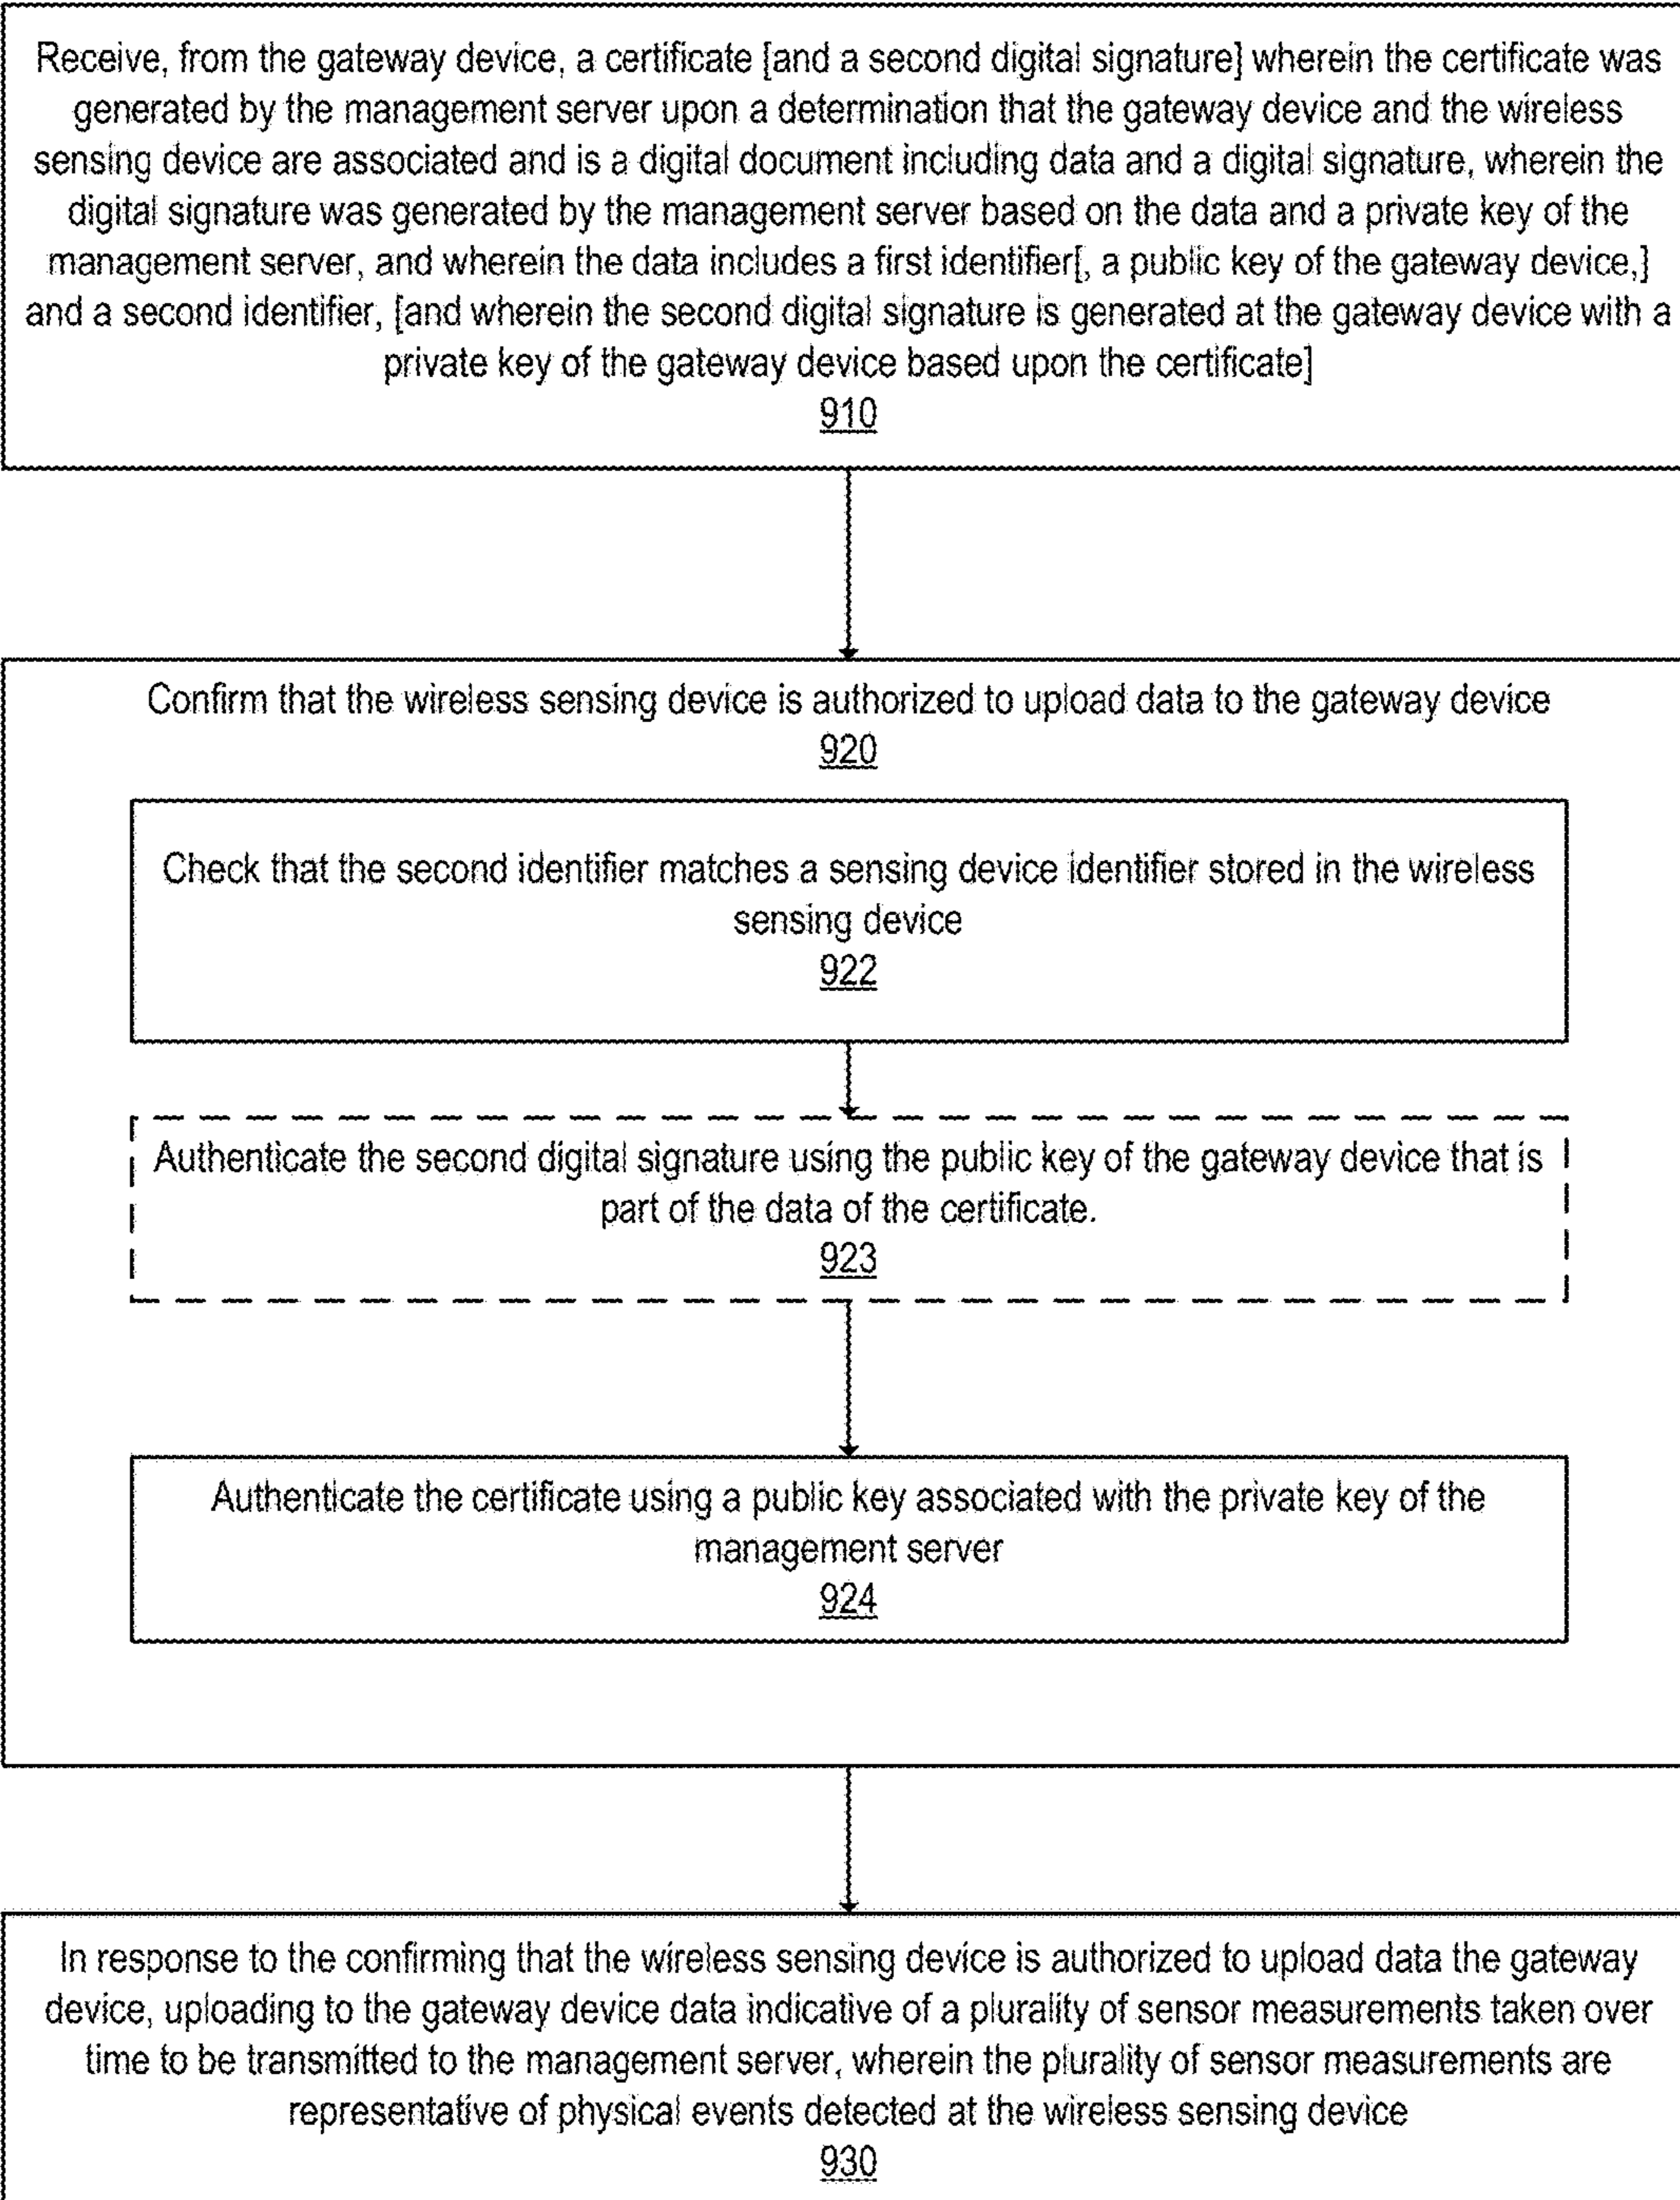 Receive, from the gateway device, a certificate [and a second digital signature] wherein the certificate was
generated by the management server upon a determination that the gateway device and the wireless
sensing device are associated and is a digital document including data and a digital signature, wherein the
digital signature was generated by the management server based on the data and a private key of the
management server, and wherein the data includes a first identifier[, a public key of the gateway device,]
and a second identifier, [and wherein the second digital signature is generated at the gateway device with a
private key of the gateway device based upon the certificate]
910
Confirm that the wireless sensing device is authorized to upload data to the gateway device
920
Check that the second identifier matches a sensing device identifier stored in the wireless
sensing device
922
Authenticate the second digital signature using the public key of the gateway device that is
part of the data of the certificate.
923
Authenticate the certificate using a public key associated with the private key of the
management server
924
In response to the confirming that the wireless sensing device is authorized to upload data the gateway
device, uploading to the gateway device data indicative of a plurality of sensor measurements taken over
time to be transmitted to the management server, wherein the plurality of sensor measurements are
representative of physical events detected at the wireless sensing device
930